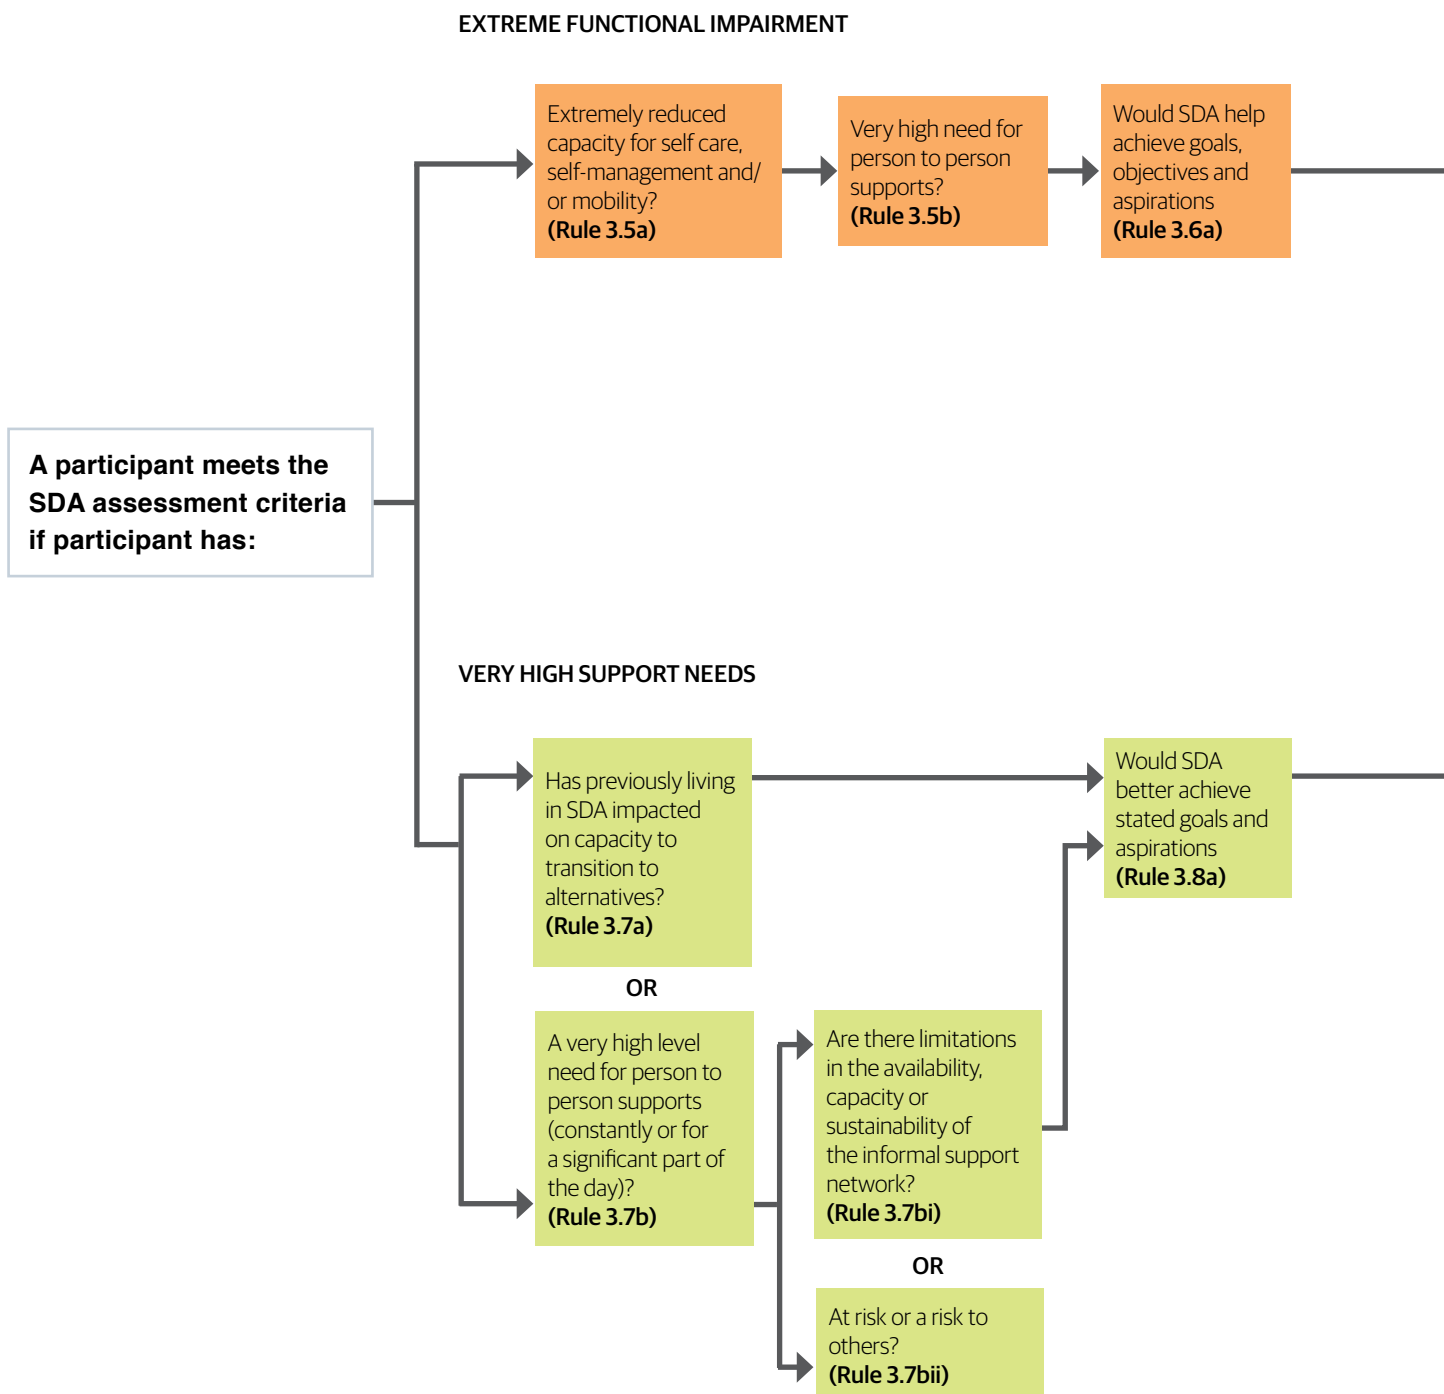 EXTREME FUNCTIONAL IMPAIRMENT
Extremely reduced
capacity for self care,
self-management and/
or mobility?
(Rule 3.5a)
Very high need for
person to person
supports?
(Rule 3.5b)
Would SDA help
achieve goals,
objectives and
aspirations
(Rule 3.6a)
A participant meets the
SDA assessment criteria
if participant has:
VERY HIGH SUPPORT NEEDS
Has previously living
in SDA impacted
on capacity to
transition to
alternatives?
(Rule 3.7a)
Would SDA
better achieve
stated goals and
aspirations
(Rule 3.8a)
OR
A very high level
need for person to
person supports
(constantly or for
a significant part of
the day)?
(Rule 3.7b)
Are there limitations
in the availability,
capacity or
sustainability of
the informal support
network?
(Rule 3.7bi)
OR
At risk or a risk to
others?
(Rule 3.7bii)